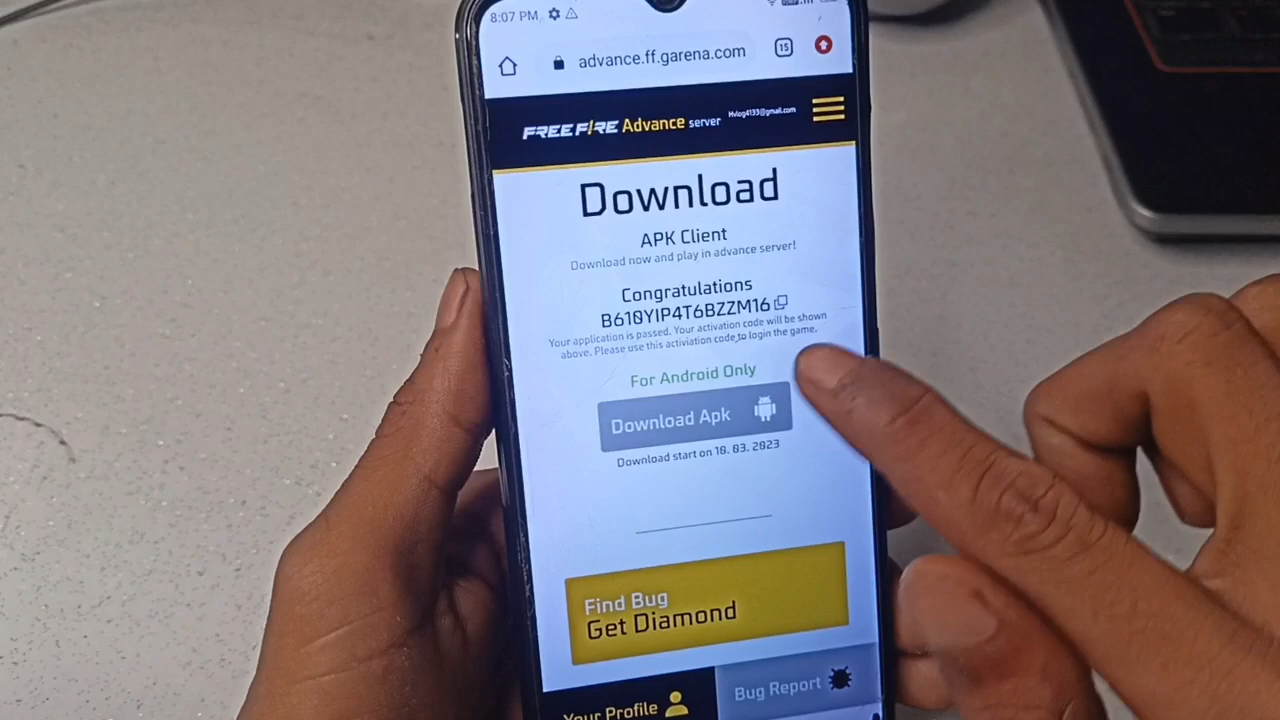 8:07 PM
advance.ff.garena.com
15
FREE FIRE Advance server
Hvlog4133@gmail.com
Download
APK Client
Download now and play in advance server!
Congratulations
B610YIP4T6BZZM16
Your application is passed. Your activation code will be shown
above. Please use this activiation code,to login the game.
For Android Only
Download Apk
Download start on 10. 03. 2023
Find Bug
Get Diamond
Your Profile
Bug Report